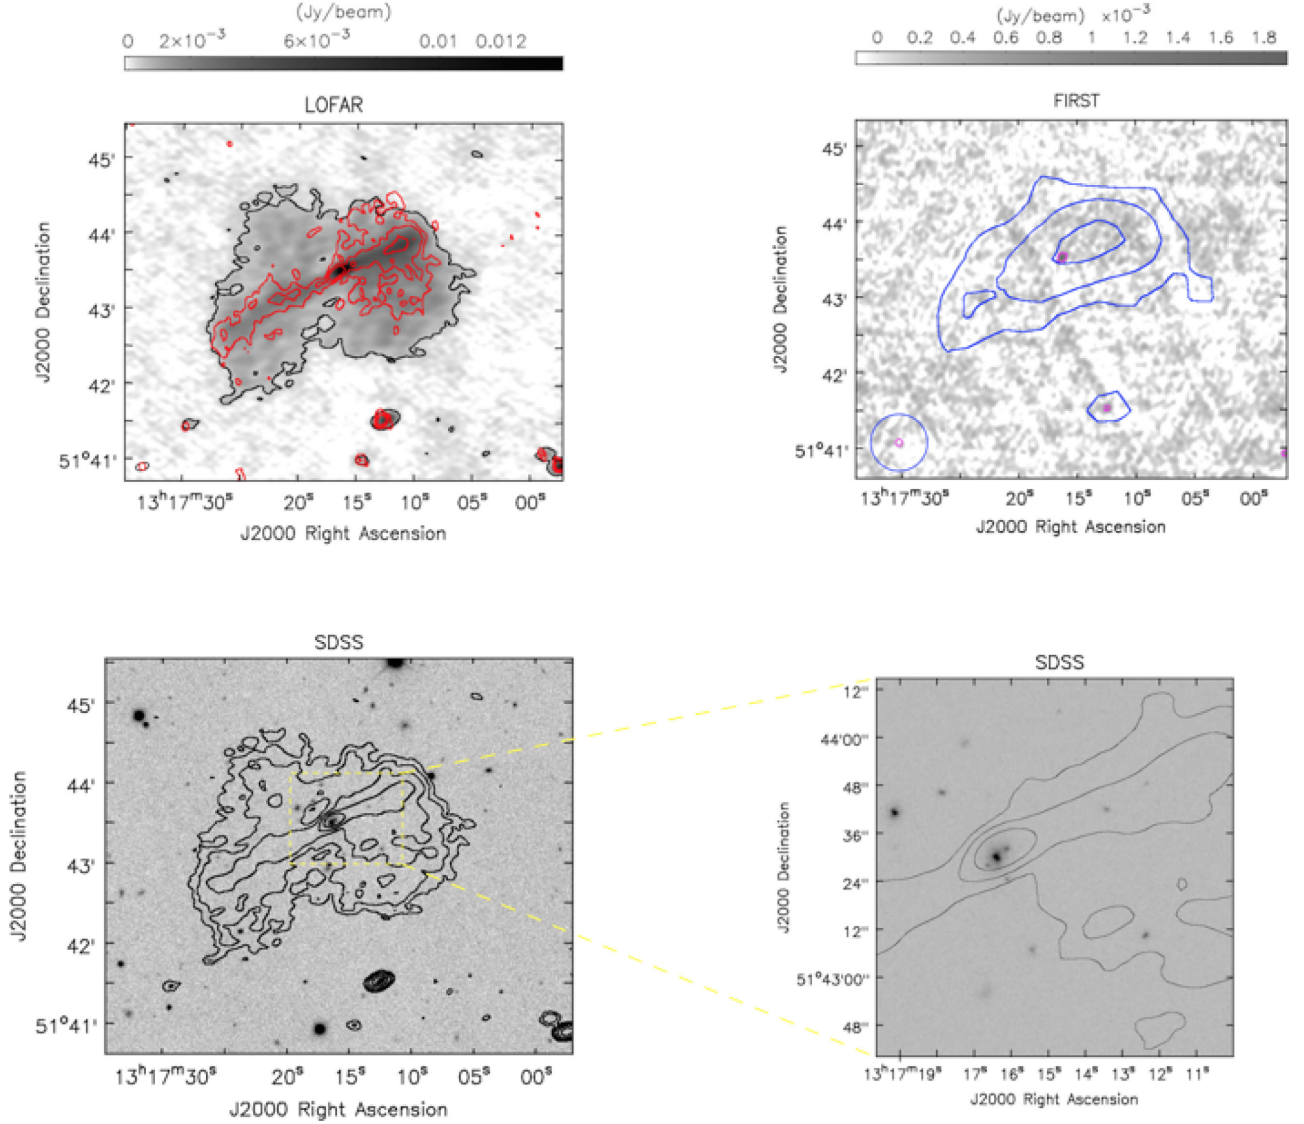 (Jy/beam)
0 2×10⁻³ 6×10⁻³ 0.01 0.012
LOFAR
45'
44'
43'
42'
51°41'
J2000 Declination
13ʰ17ᵐ30ˢ 20ˢ 15ˢ 10ˢ 05ˢ 00ˢ
J2000 Right Ascension
(Jy/beam) ×10⁻³
0 0.2 0.4 0.6 0.8 1 1.2 1.4 1.6 1.8
FIRST
45'
44'
43'
42'
51°41'
J2000 Declination
13ʰ17ᵐ30ˢ 20ˢ 15ˢ 10ˢ 05ˢ 00ˢ
J2000 Right Ascension
SDSS
45'
44'
43'
42'
51°41'
J2000 Declination
13ʰ17ᵐ30ˢ 20ˢ 15ˢ 10ˢ 05ˢ 00ˢ
J2000 Right Ascension
SDSS
12"
44'00"
48"
36"
24"
12"
51°43'00"
48"
J2000 Declination
13ʰ17ᵐ19ˢ 17ˢ 16ˢ 15ˢ 14ˢ 13ˢ 12ˢ 11ˢ
J2000 Right Ascension